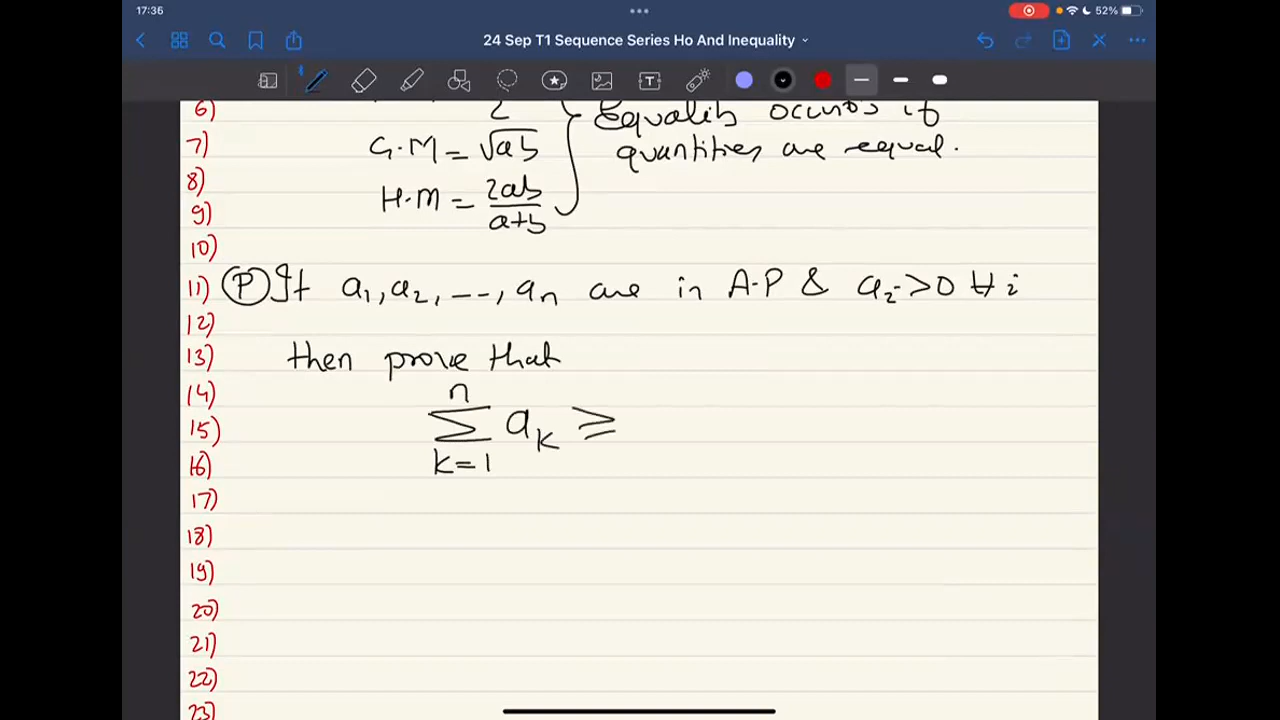 17:36
52%
24 Sep T1 Sequence Series Ho And Inequality
6) 2 Equality occurs if
7) G.M = √ab quantities are equal.
8) H.M = 2ab/a+b
9)
10)
11) (P) If a₁, a₂, ---, aₙ are in A.P & aᵢ > 0 ∀ i
12)
13) then prove that
14) n
15) ∑ aₖ ≥
16) k=1
17)
18)
19)
20)
21)
22)
23)